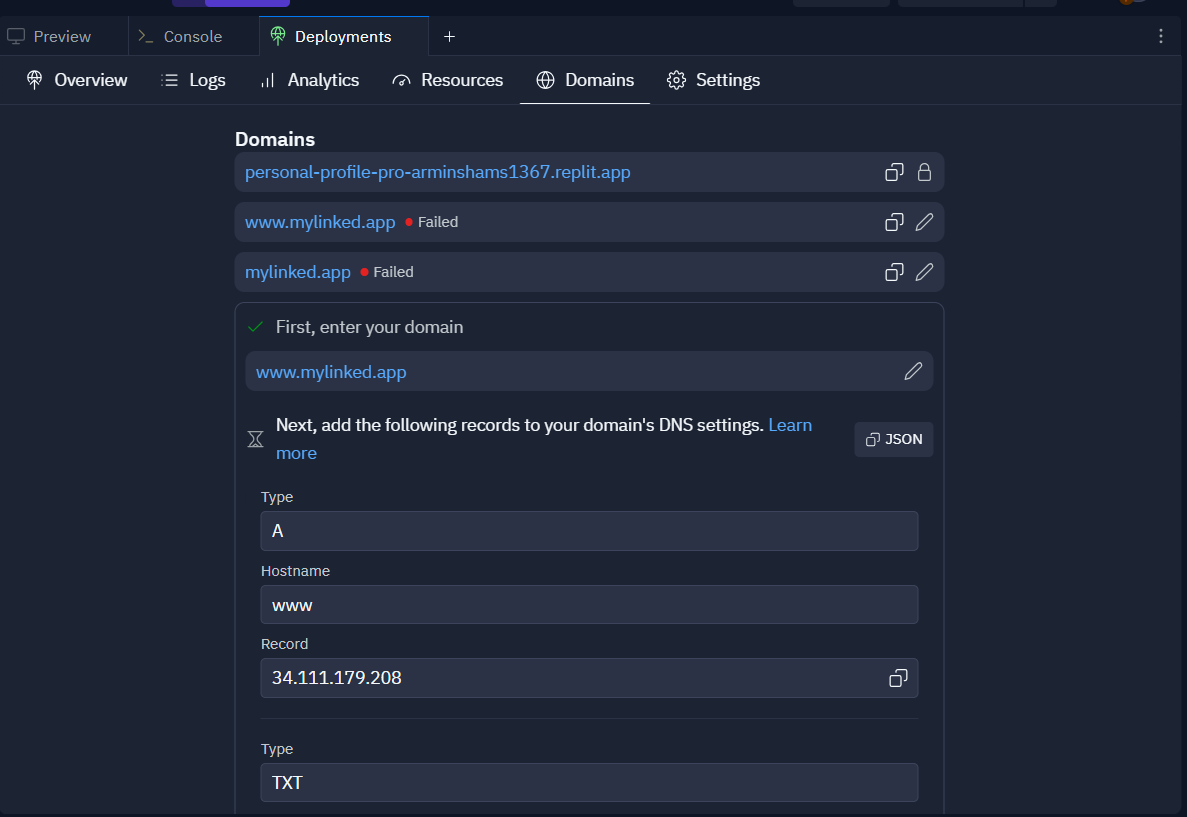 Preview
Console
Deployments
Overview
Logs
Analytics
Resources
Domains
Settings
Domains
personal-profile-pro-arminshams1367.replit.app
www.mylinked.app Failed
mylinked.app Failed
First, enter your domain
www.mylinked.app
Next, add the following records to your domain's DNS settings. Learn
more
JSON
Type
A
Hostname
www
Record
34.111.179.208
Type
TXT